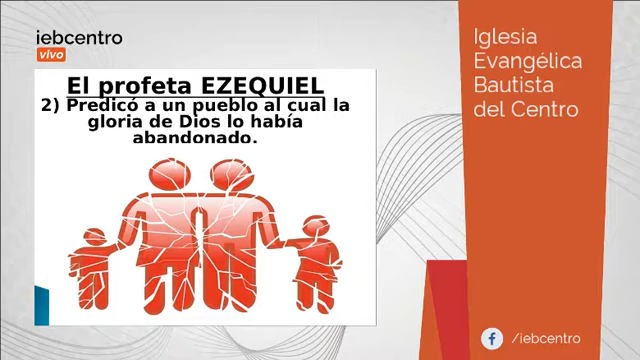 iebcentro
vivo
El profeta EZEQUIEL
2) Predicó a un pueblo al cual la
gloria de Dios lo había
abandonado.
Iglesia
Evangélica
Bautista
del Centro
/iebcentro